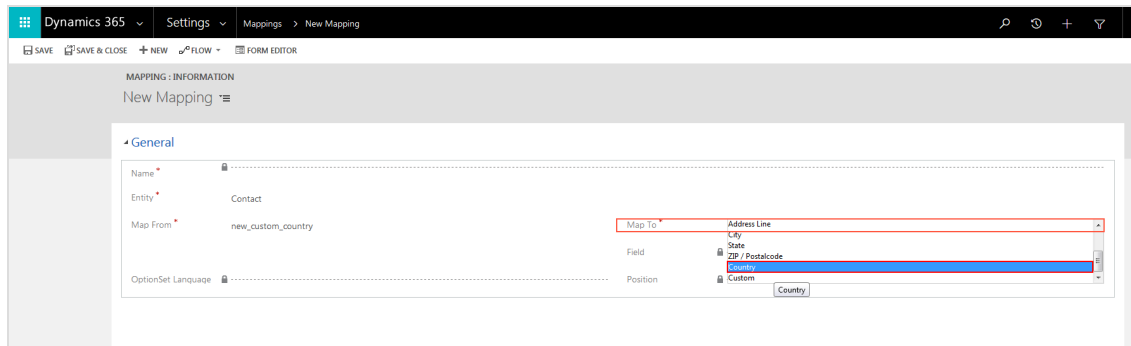 Dynamics 365 Settings Mappings > New Mapping
SAVE SAVE & CLOSE NEW FLOW FORM EDITOR
MAPPING : INFORMATION
New Mapping
General
Name *
Entity * Contact
Map From * new_custom_country Map To * Address Line
City
Field State
ZIP / Postalcode
Country
OptionSet Language Position Custom
Country